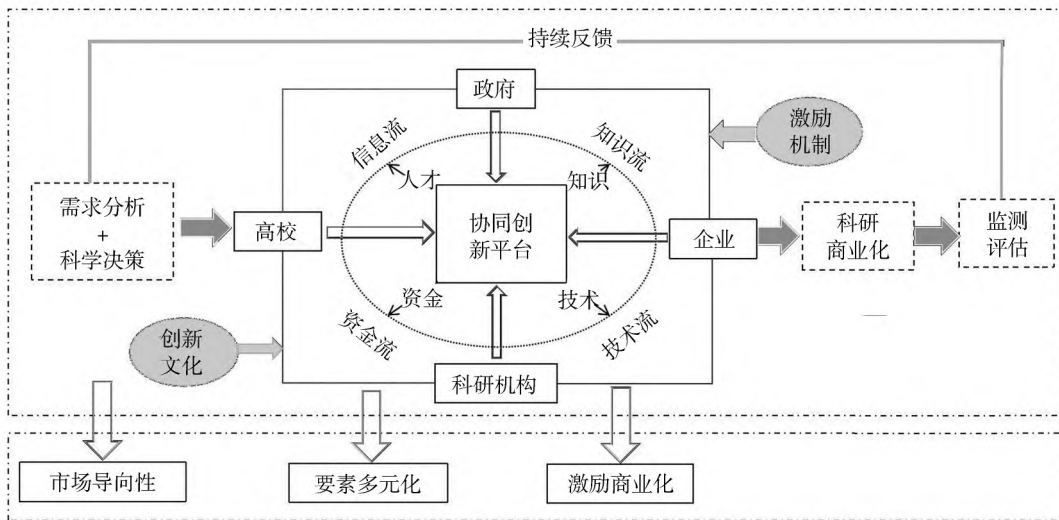 持续反馈
政府
激励
机制
信息流
知识流
人才
知识
需求分析
+
科学决策
高校
协同创
新平台
企业
科研
商业化
监测
评估
资金
技术
资金流
技术流
创新
文化
科研机构
市场导向性
要素多元化
激励商业化